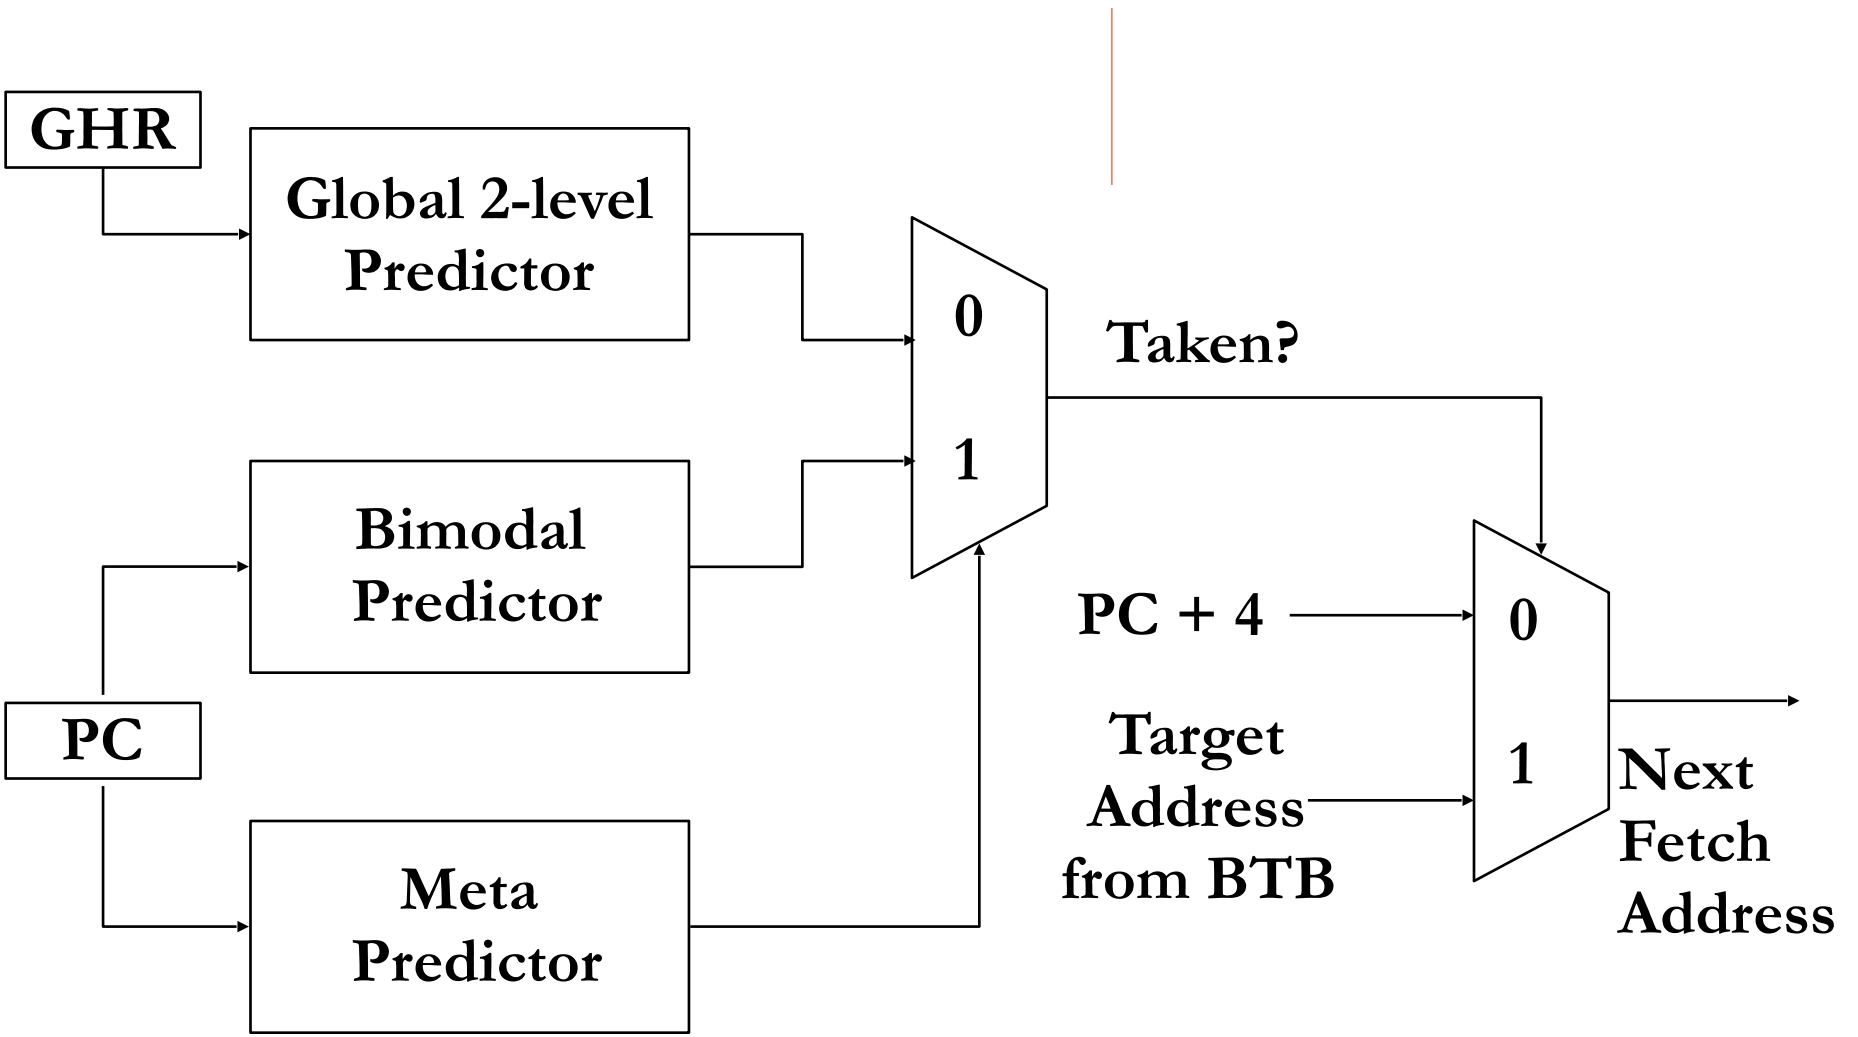 GHR
Global 2-level
Predictor
0
1
Taken?
Bimodal
Predictor
PC + 4
0
1
PC
Target
Address
from BTB
Next
Fetch
Address
Meta
Predictor